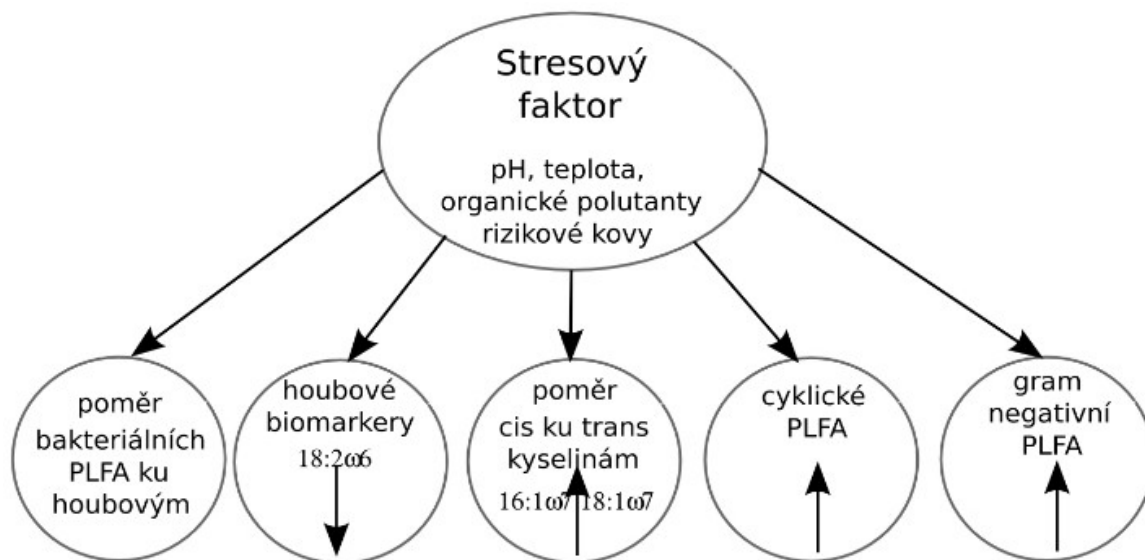 Stresový
faktor
pH, teplota,
organické polutanty
rizikové kovy
poměr
bakteriálních
PLFA ku
houbovým
houbové
biomarkery
18:2ω6
poměr
cis ku trans
kyselinám
16:1ω7 18:1ω7
cyklické
PLFA
gram
negativní
PLFA